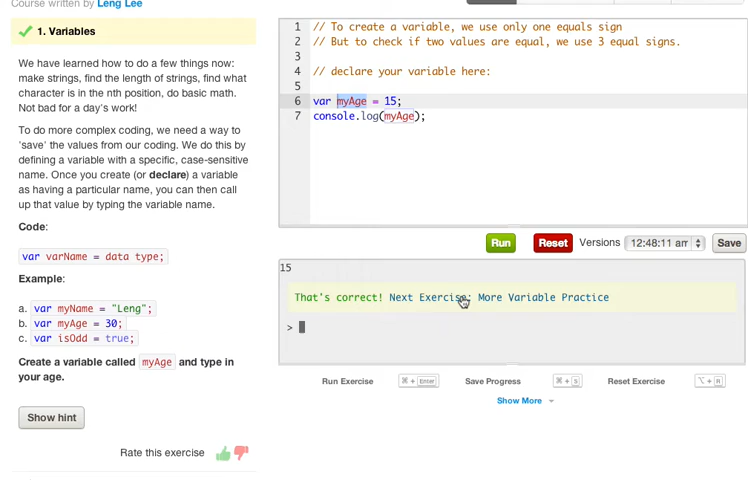 Course written by Leng Lee
1. Variables
We have learned how to do a few things now:
make strings, find the length of strings, find what
character is in the nth position, do basic math.
Not bad for a day's work!
To do more complex coding, we need a way to
'save' the values from our coding. We do this by
defining a variable with a specific, case-sensitive
name. Once you create (or declare) a variable
as having a particular name, you can then call
up that value by typing the variable name.
Code:
var varName = data type;
Example:
a. var myName = "Leng";
b. var myAge = 30;
c. var isOdd = true;
Create a variable called myAge and type in
your age.
Show hint
Rate this exercise
1 // To create a variable, we use only one equals sign
2 // But to check if two values are equal, we use 3 equal signs.
3
4 // declare your variable here:
5
6 var myAge = 15;
7 console.log(myAge);
Run Reset Versions 12:48:11 am Save
15
That's correct! Next Exercise: More Variable Practice
>
Run Exercise ⌘ + Enter Save Progress ⌘ + S Reset Exercise ⌥ + R
Show More